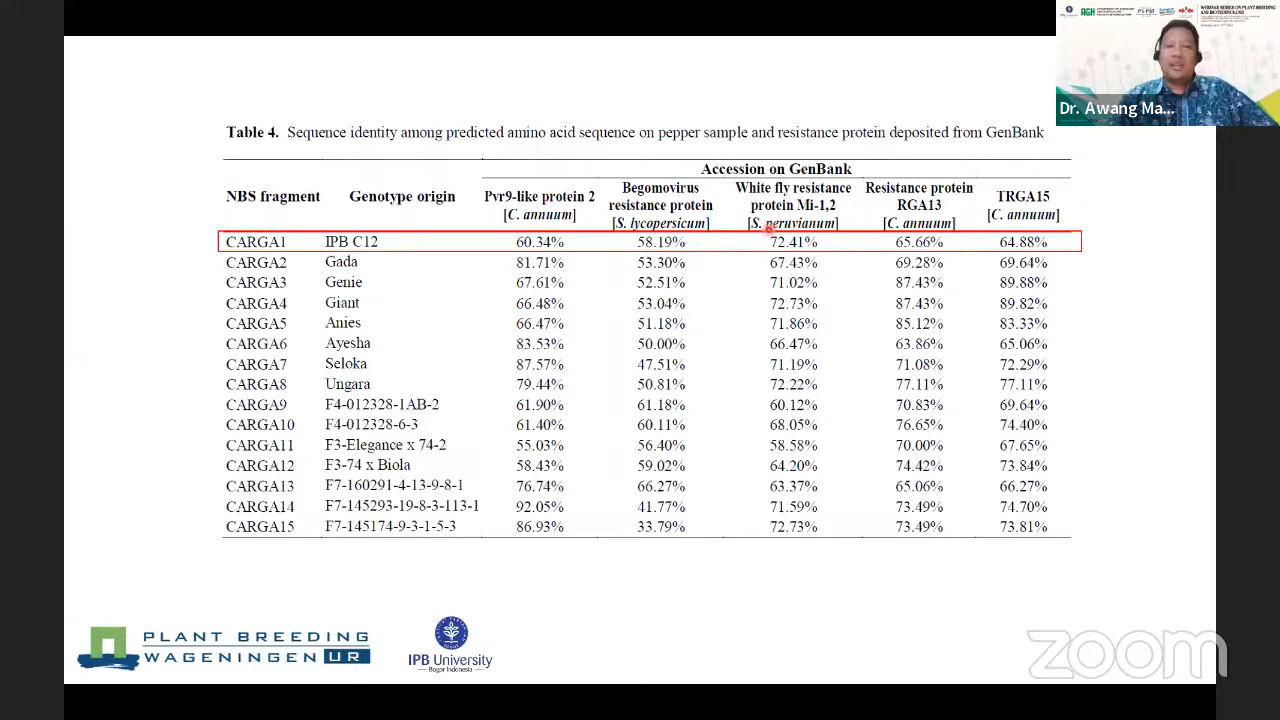 WEBINAR SERIES ON PLANT BREEDING
AND BIOTECHNOLOGY
AGH
Dr. Awang Ma...
Table 4. Sequence identity among predicted amino acid sequence on pepper sample and resistance protein deposited from GenBank
Accession on GenBank
NBS fragment Genotype origin Pvr9-like protein 2 [C. annuum] Begomovirus resistance protein [S. lycopersicum] White fly resistance protein Mi-1,2 [S. peruvianum] Resistance protein RGA13 [C. annuum] TRGA15 [C. annuum]
CARGA1 IPB C12 60.34% 58.19% 72.41% 65.66% 64.88%
CARGA2 Gada 81.71% 53.30% 67.43% 69.28% 69.64%
CARGA3 Genie 67.61% 52.51% 71.02% 87.43% 89.88%
CARGA4 Giant 66.48% 53.04% 72.73% 87.43% 89.82%
CARGA5 Anies 66.47% 51.18% 71.86% 85.12% 83.33%
CARGA6 Ayesha 83.53% 50.00% 66.47% 63.86% 65.06%
CARGA7 Seloka 87.57% 47.51% 71.19% 71.08% 72.29%
CARGA8 Ungara 79.44% 50.81% 72.22% 77.11% 77.11%
CARGA9 F4-012328-1AB-2 61.90% 61.18% 60.12% 70.83% 69.64%
CARGA10 F4-012328-6-3 61.40% 60.11% 68.05% 76.65% 74.40%
CARGA11 F3-Elegance x 74-2 55.03% 56.40% 58.58% 70.00% 67.65%
CARGA12 F3-74 x Biola 58.43% 59.02% 64.20% 74.42% 73.84%
CARGA13 F7-160291-4-13-9-8-1 76.74% 66.27% 63.37% 65.06% 66.27%
CARGA14 F7-145293-19-8-3-113-1 92.05% 41.77% 71.59% 73.49% 74.70%
CARGA15 F7-145174-9-3-1-5-3 86.93% 33.79% 72.73% 73.49% 73.81%
PLANT BREEDING
WAGENINGEN UR
IPB University
Bogor Indonesia
zoom